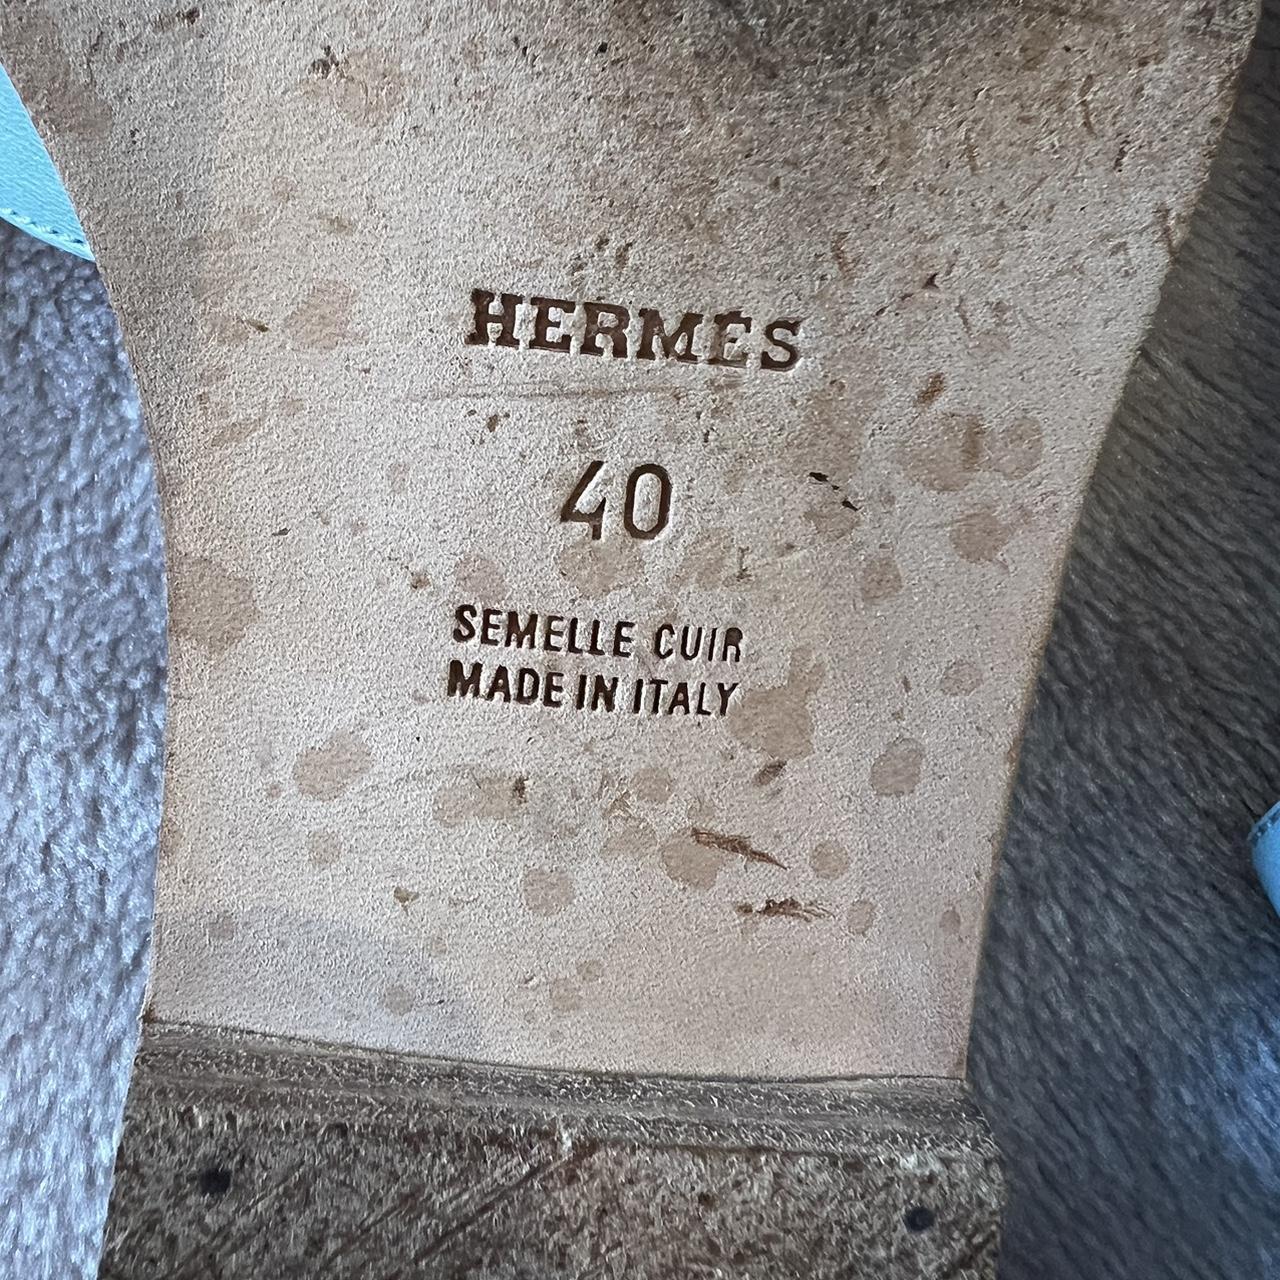 HERMÈS
40
SEMELLE CUIR
MADE IN ITALY